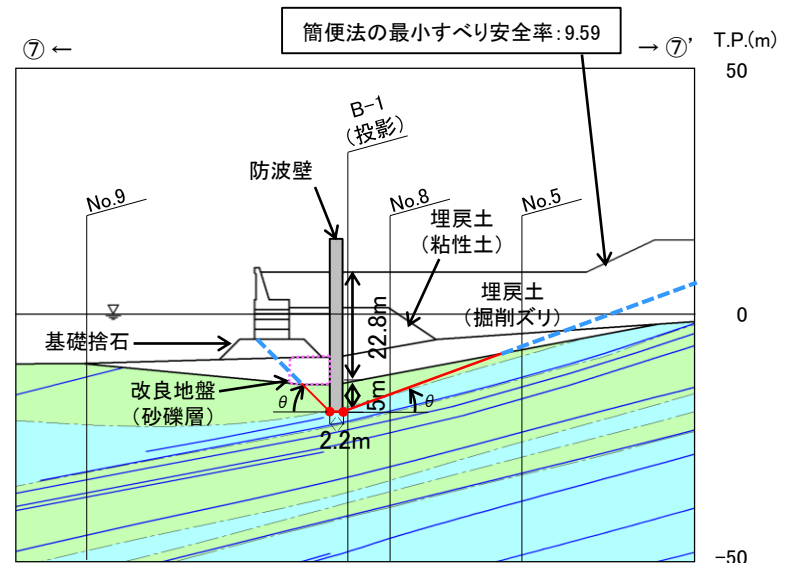 簡便法の最小すべり安全率：9.59
⑦ ←
→ ⑦’
T.P.(m)
50
B-1
(投影)
防波壁
No.9
No.8
No.5
埋戻土
(粘性土)
埋戻土
(掘削ズリ)
0
22.8m
基礎捨石
改良地盤
(砂礫層)
5m
θ
θ
2.2m
-50